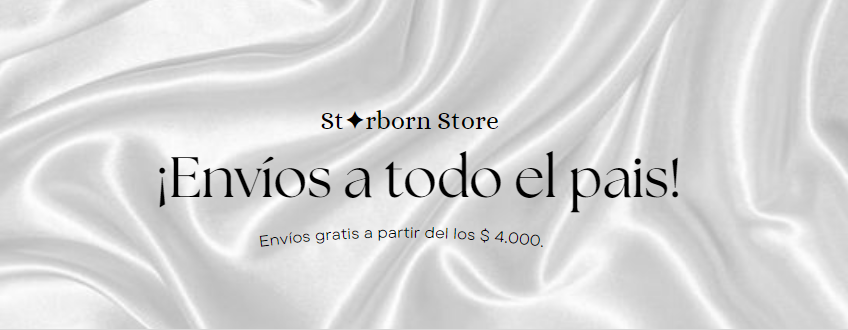 St✦rborn Store
¡Envíos a todo el pais!
Envíos gratis a partir del los $ 4.000.